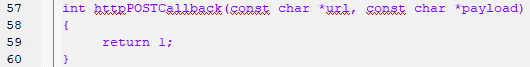 57 int httpPOSTCallback(const char *url, const char *payload)
58 {
59 return 1;
60 }